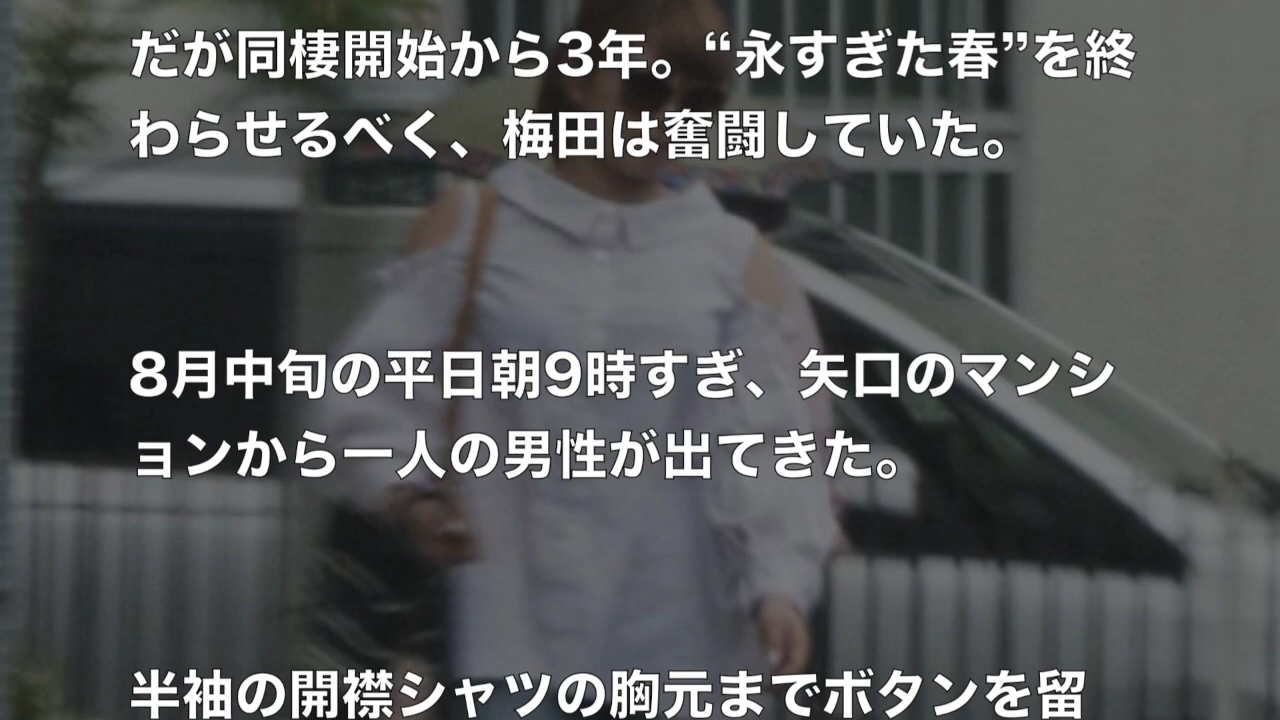 だが同棲開始から3年。“永すぎた春”を終
わらせるべく、梅田は奮闘していた。
8月中旬の平日朝9時すぎ、矢口のマンシ
ョンから一人の男性が出てきた。
半袖の開襟シャツの胸元までボタンを留